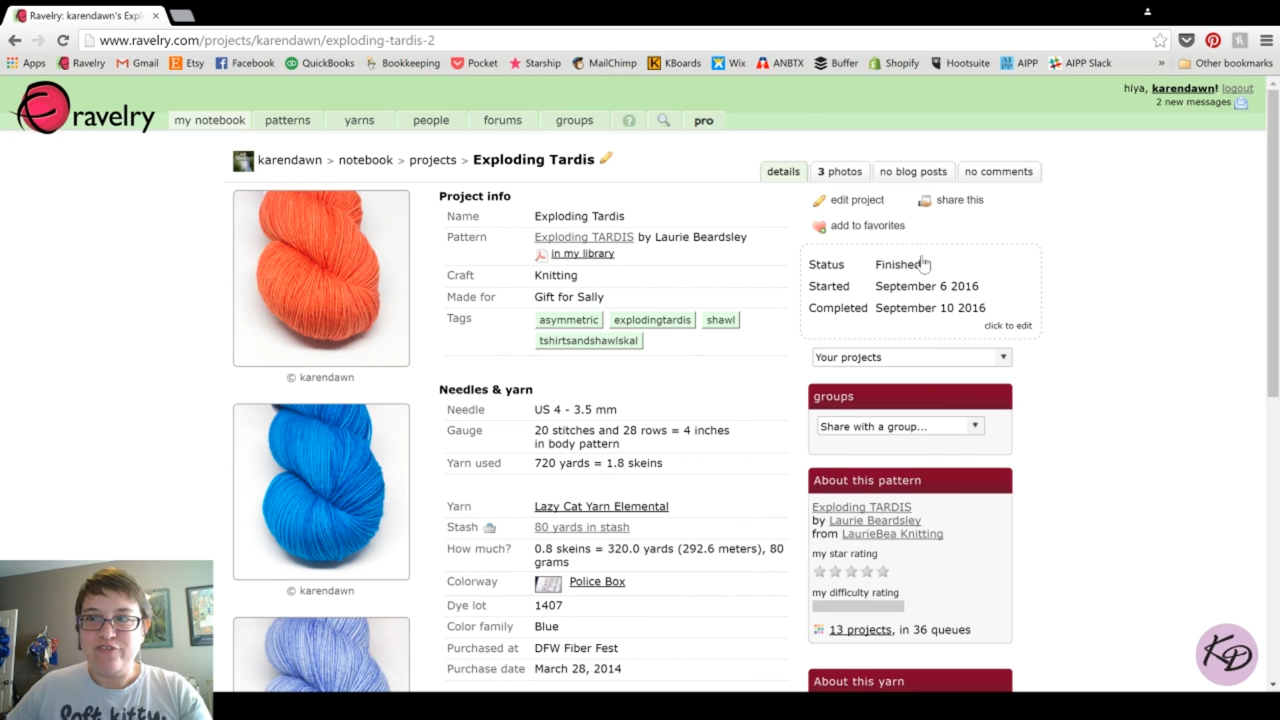 Ravelry: karendawn's Expl
www.ravelry.com/projects/karendawn/exploding-tardis-2
Apps Ravelry Gmail Etsy Facebook QuickBooks Bookkeeping Pocket Starship MailChimp KBoards Wix ANBTX Buffer Shopify Hootsuite AIPP AIPP Slack » Other bookmarks
hiya, karendawn! logout
2 new messages
ravelry
my notebook patterns yarns people forums groups pro
karendawn > notebook > projects > Exploding Tardis
details 3 photos no blog posts no comments
© karendawn
© karendawn
Project info
Name Exploding Tardis
Pattern Exploding TARDIS by Laurie Beardsley
in my library
Craft Knitting
Made for Gift for Sally
Tags asymmetric explodingtardis shawl
tshirtsandshawlskal
Needles & yarn
Needle US 4 - 3.5 mm
Gauge 20 stitches and 28 rows = 4 inches
in body pattern
Yarn used 720 yards = 1.8 skeins
Yarn Lazy Cat Yarn Elemental
Stash 80 yards in stash
How much? 0.8 skeins = 320.0 yards (292.6 meters), 80
grams
Colorway Police Box
Dye lot 1407
Color family Blue
Purchased at DFW Fiber Fest
Purchase date March 28, 2014
edit project share this
add to favorites
Status Finished
Started September 6 2016
Completed September 10 2016
click to edit
Your projects
groups
Share with a group...
About this pattern
Exploding TARDIS
by Laurie Beardsley
from LaurieBea Knitting
my star rating
my difficulty rating
13 projects, in 36 queues
About this yarn
Soft kitty,
KD